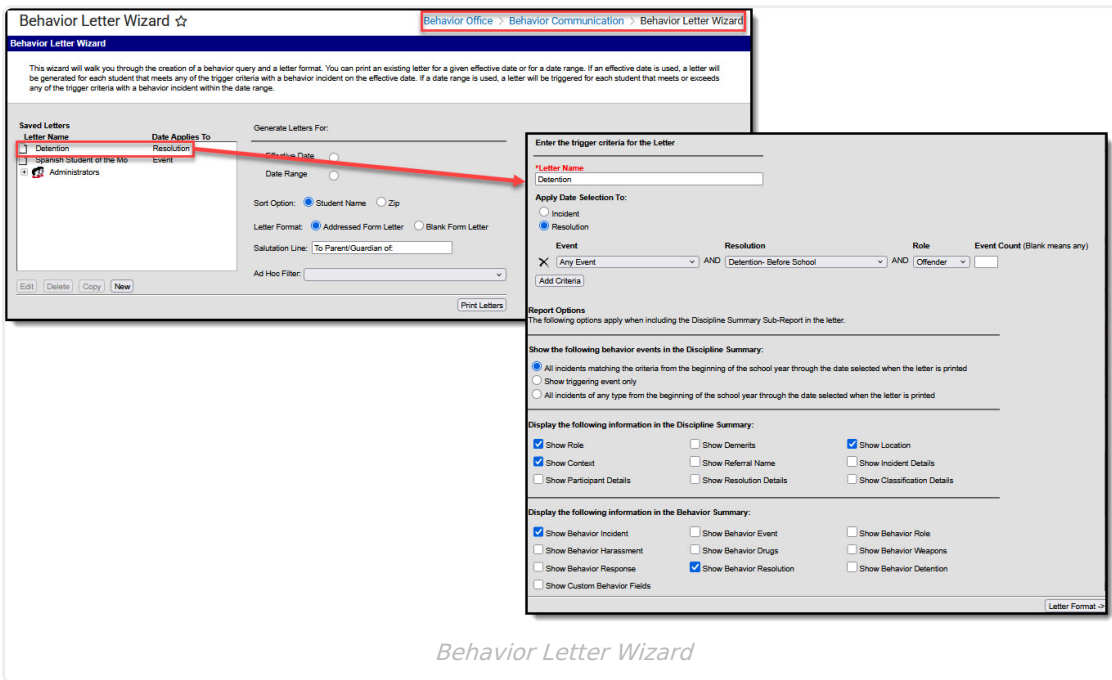 Behavior Letter Wizard ☆
Behavior Office > Behavior Communication > Behavior Letter Wizard
Behavior Letter Wizard
This wizard will walk you through the creation of a behavior query and a letter format. You can print an existing letter for a given effective date or for a date range. If an effective date is used, a letter will
be generated for each student that meets any of the trigger criteria with a behavior incident on the effective date. If a date range is used, a letter will be triggered for each student that meets or exceeds
any of the trigger criteria with a behavior incident within the date range.
Saved Letters
Letter Name Date Applies To
Detention Resolution
Spanish Student of the Mo Event
Administrators
Edit Delete Copy New
Generate Letters For:
Effective Date
Date Range
Sort Option: Student Name Zip
Letter Format: Addressed Form Letter Blank Form Letter
Salutation Line: To Parent/Guardian of:
Ad Hoc Filter:
Print Letters
Enter the trigger criteria for the Letter
*Letter Name
Detention
Apply Date Selection To:
Incident
Resolution
Event Resolution Role Event Count (Blank means any)
Any Event AND Detention- Before School AND Offender
Add Criteria
Report Options
The following options apply when including the Discipline Summary Sub-Report in the letter.
Show the following behavior events in the Discipline Summary:
All incidents matching the criteria from the beginning of the school year through the date selected when the letter is printed
Show triggering event only
All incidents of any type from the beginning of the school year through the date selected when the letter is printed
Display the following information in the Discipline Summary:
Show Role Show Demerits Show Location
Show Context Show Referral Name Show Incident Details
Show Participant Details Show Resolution Details Show Classification Details
Display the following information in the Behavior Summary:
Show Behavior Incident Show Behavior Event Show Behavior Role
Show Behavior Harassment Show Behavior Drugs Show Behavior Weapons
Show Behavior Response Show Behavior Resolution Show Behavior Detention
Show Custom Behavior Fields
Letter Format ->
Behavior Letter Wizard